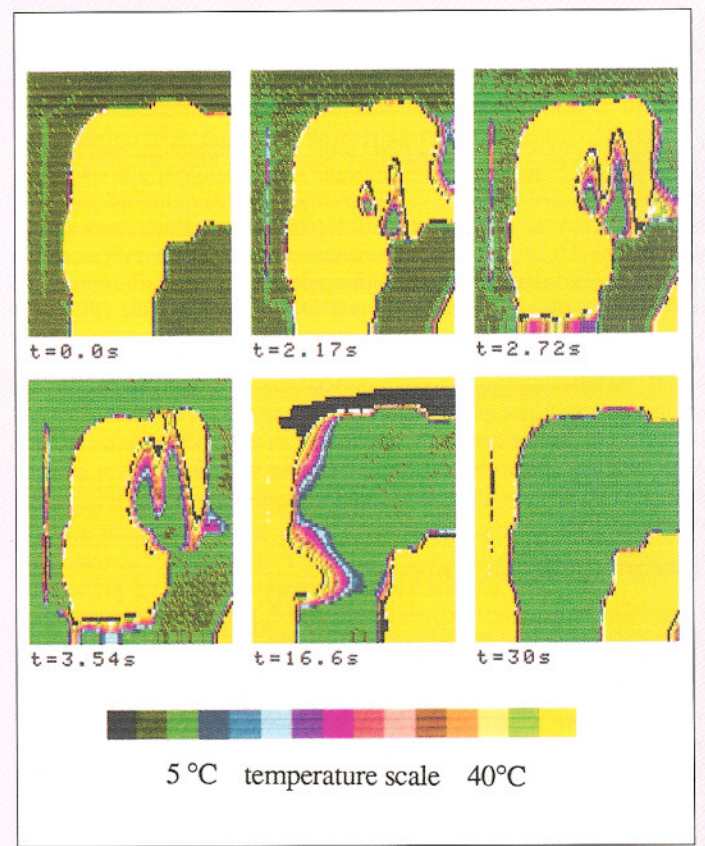 t=0.0s t=2.17s t=2.72s
t=3.54s t=16.6s t=30s
5 °C temperature scale 40°C